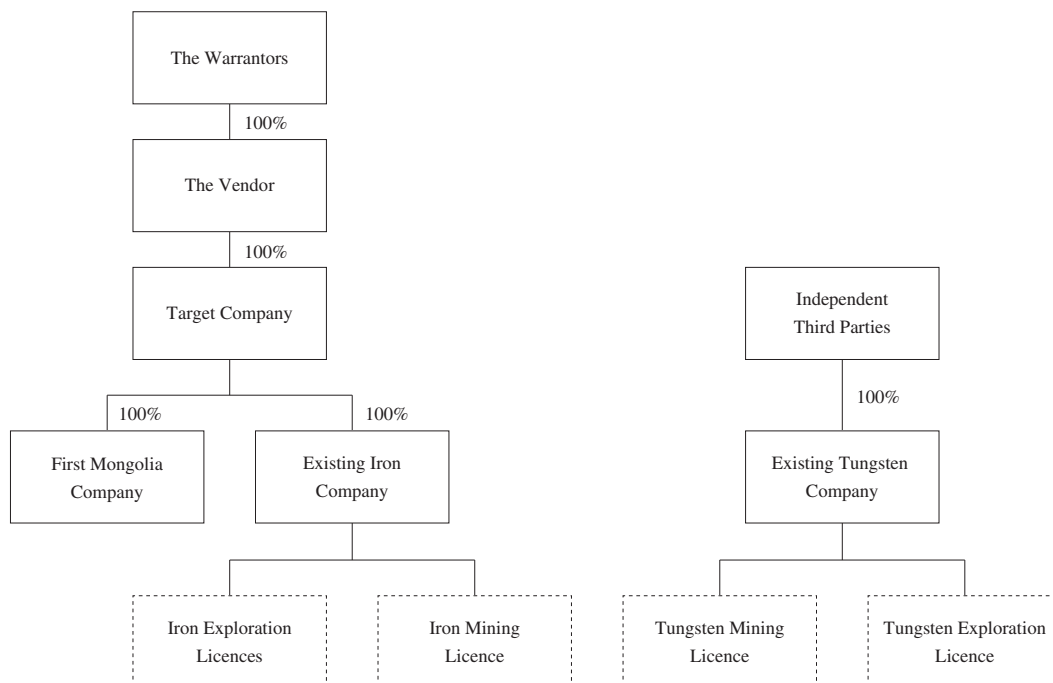 The Warrantors
100%
The Vendor
100%
Target Company
Independent
Third Parties
100%
100%
100%
First Mongolia
Company
Existing Iron
Company
Existing Tungsten
Company
Iron Exploration
Licences
Iron Mining
Licence
Tungsten Mining
Licence
Tungsten Exploration
Licence